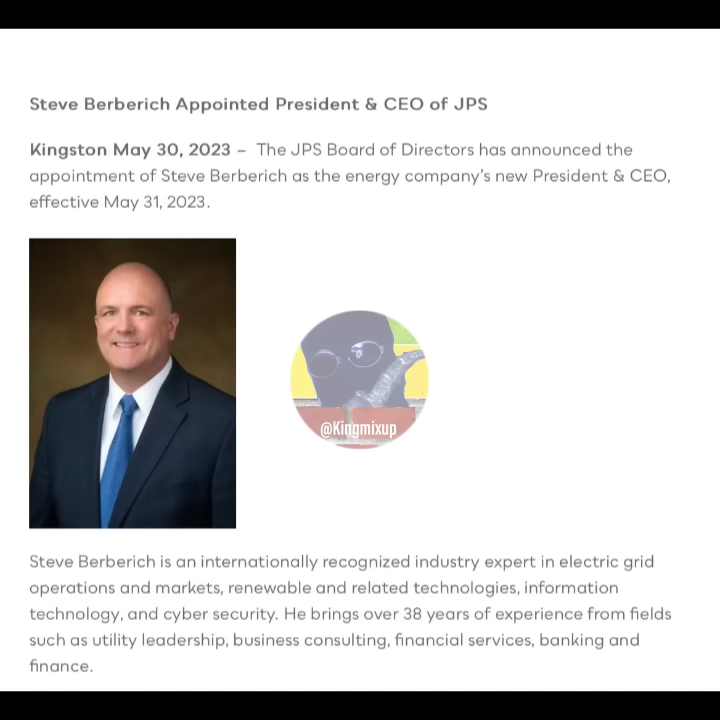 Steve Berberich Appointed President & CEO of JPS
Kingston May 30, 2023 – The JPS Board of Directors has announced the
appointment of Steve Berberich as the energy company's new President & CEO,
effective May 31, 2023.
@Kingmixup
Steve Berberich is an internationally recognized industry expert in electric grid
operations and markets, renewable and related technologies, information
technology, and cyber security. He brings over 38 years of experience from fields
such as utility leadership, business consulting, financial services, banking and
finance.